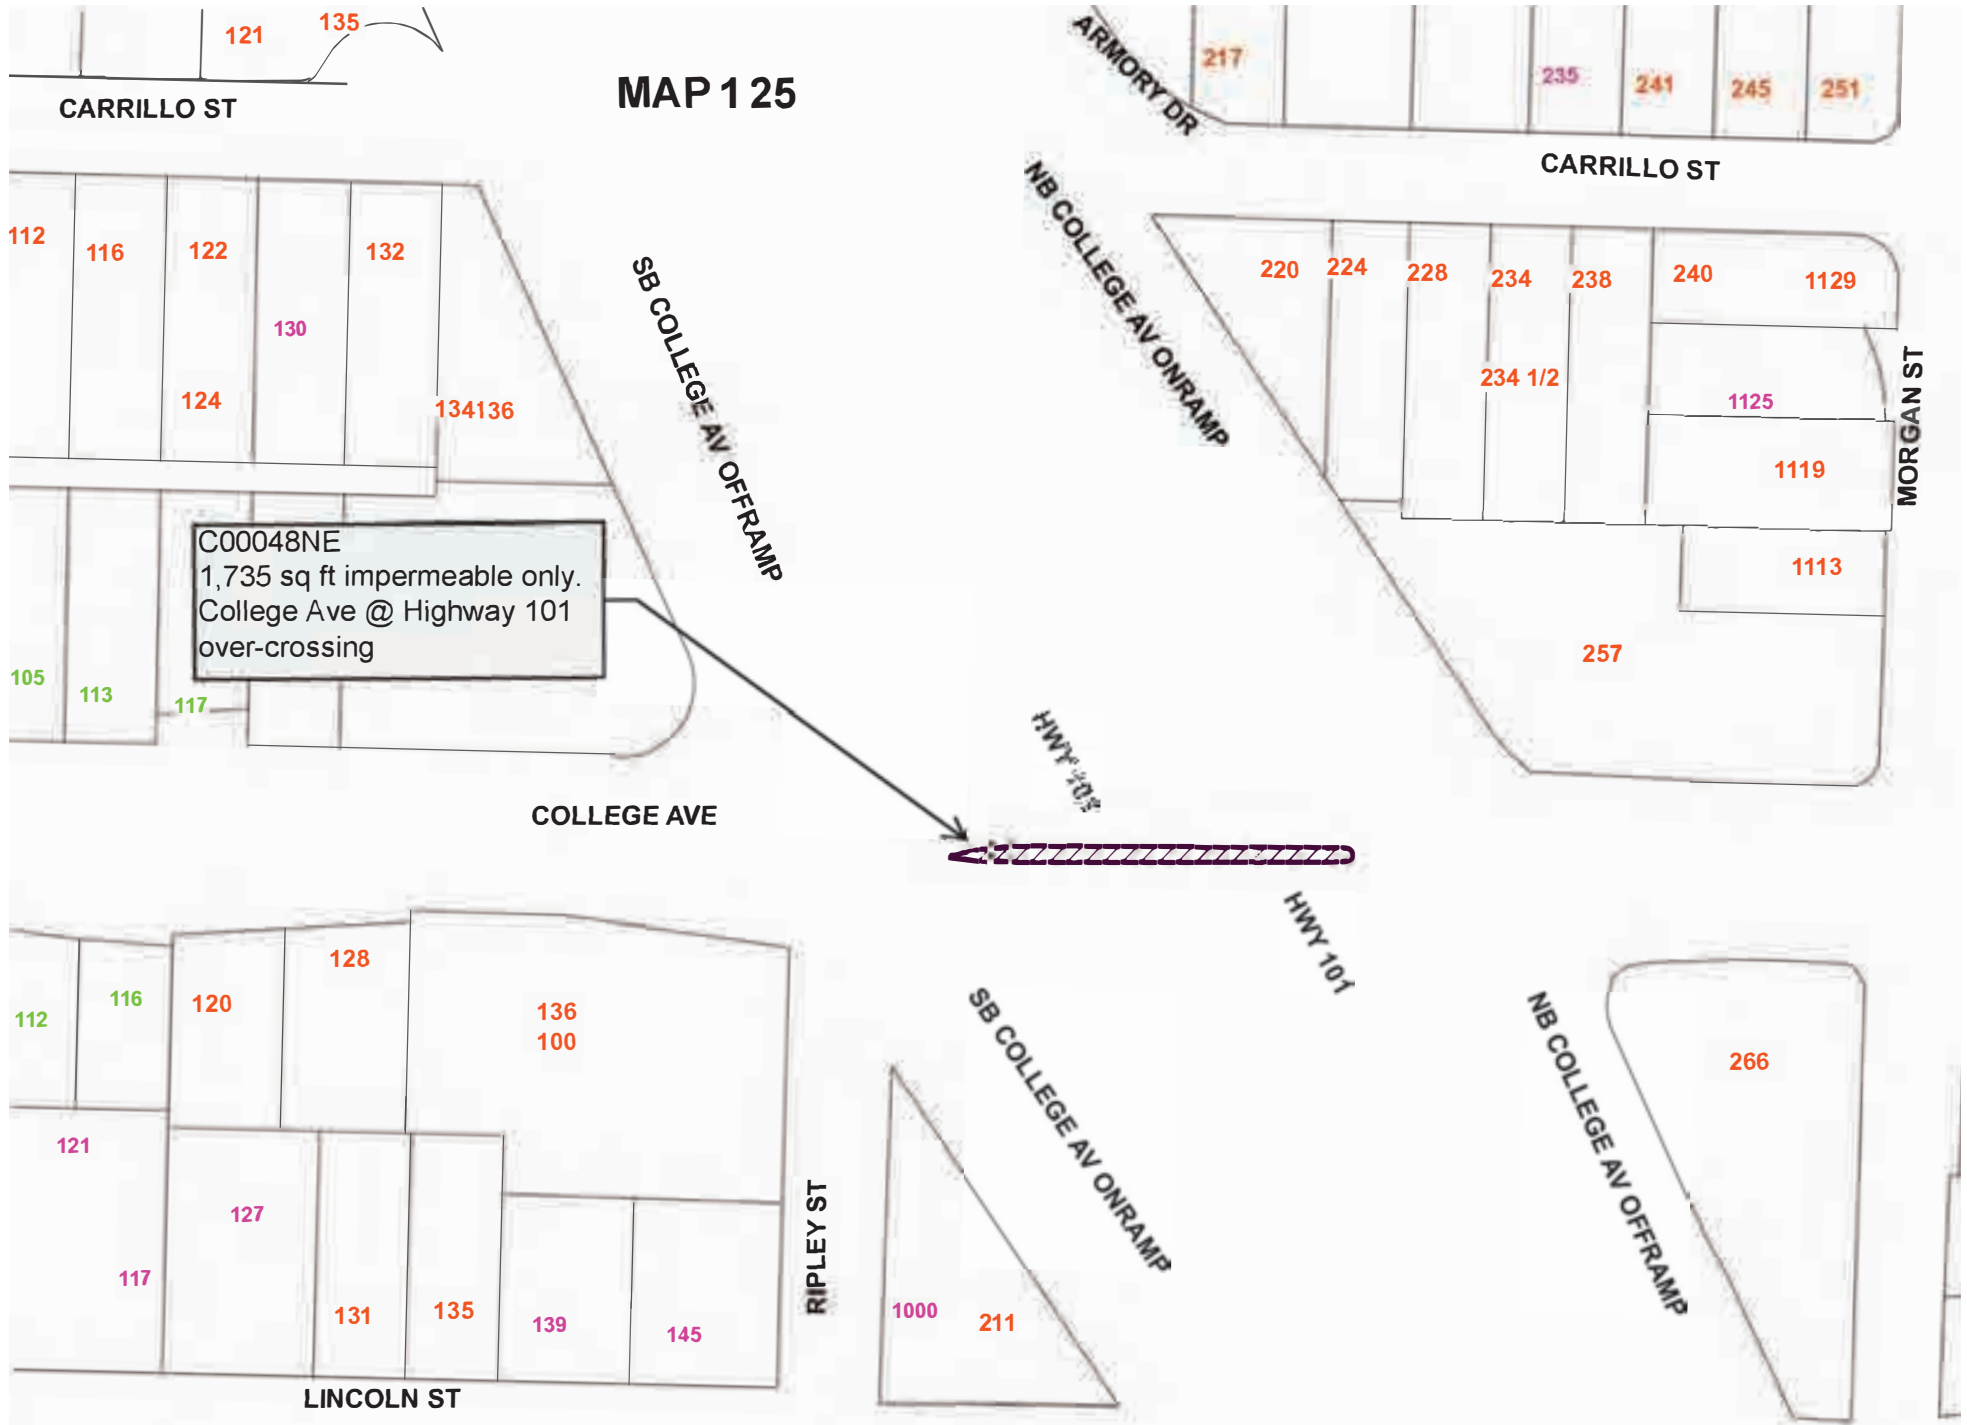 121
135
MAP 125
ARMORY DR
217
235
241
245
251
CARRILLO ST
CARRILLO ST
NB COLLEGE AV ONRAMP
112
116
122
132
130
124
134136
SB COLLEGE AV OFFRAMP
220
224
228
234
238
240
1129
234 1/2
1125
MORGAN ST
1119
1113
257
C00048NE
1,735 sq ft impermeable only.
College Ave @ Highway 101
over-crossing
105
113
117
HWY
COLLEGE AVE
HWY 101
128
120
116
112
136
100
SB COLLEGE AV ONRAMP
NB COLLEGE AV OFFRAMP
266
121
127
117
131
135
139
145
RIPLEY ST
1000
211
LINCOLN ST